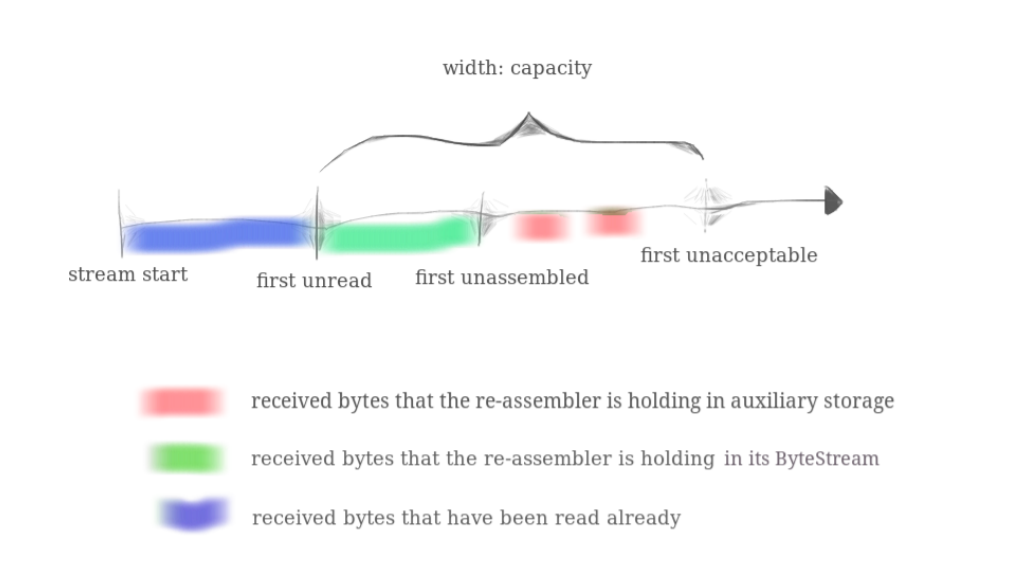 width: capacity
stream start
first unread
first unassembled
first unacceptable
received bytes that the re-assembler is holding in auxiliary storage
received bytes that the re-assembler is holding in its ByteStream
received bytes that have been read already